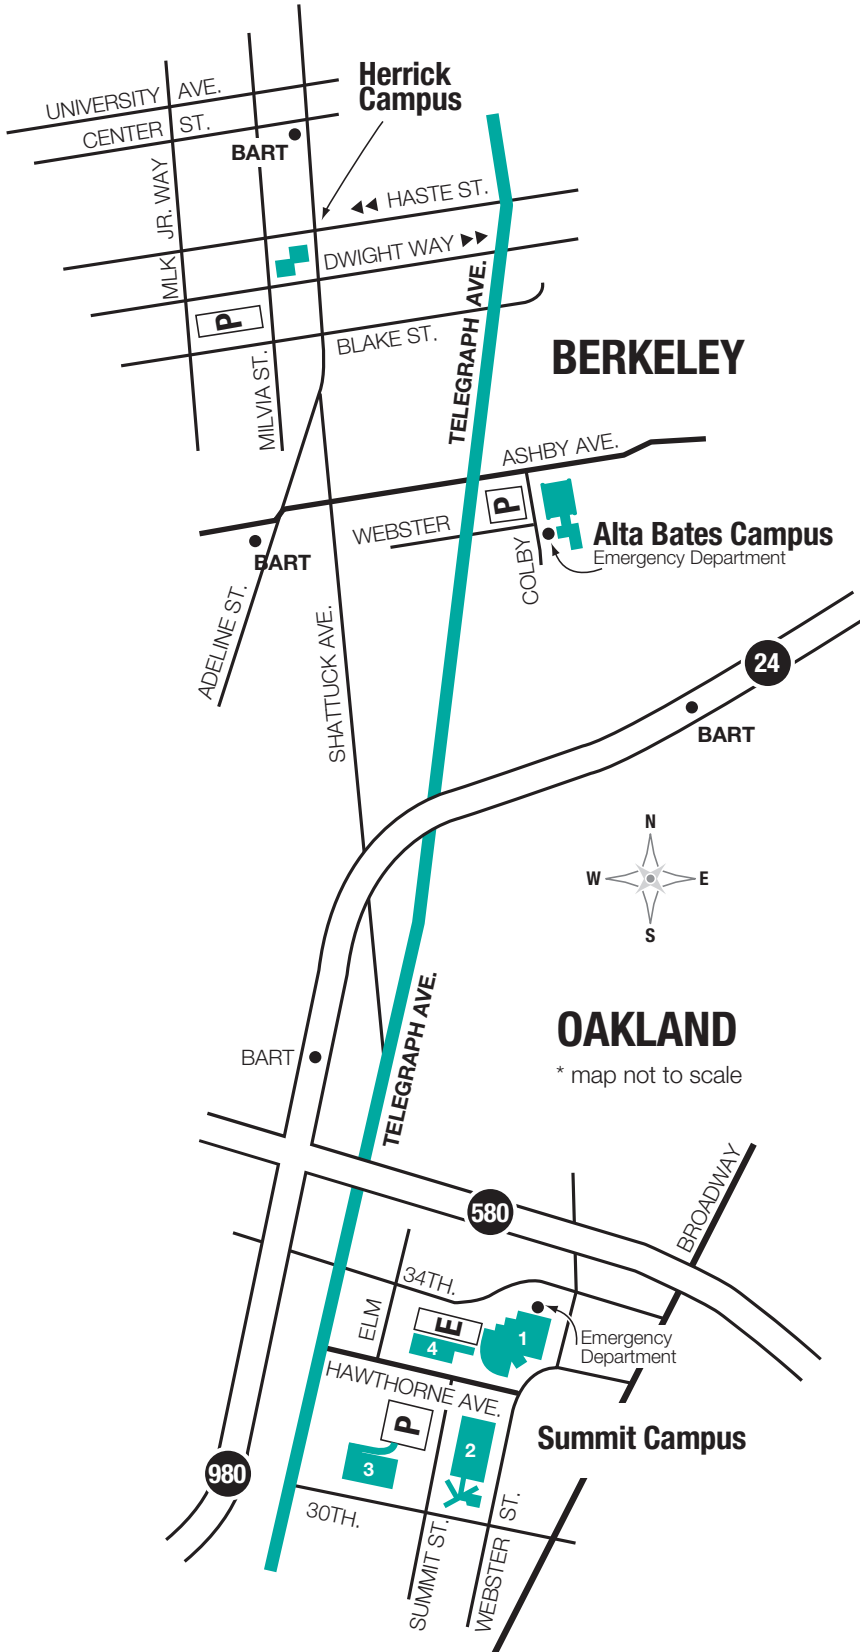 UNIVERSITY AVE.
CENTER ST.
BART
Herrick
Campus
MLK JR. WAY
HASTE ST.
DWIGHT WAY
P
BLAKE ST.
MILVIA ST.
TELEGRAPH AVE.
BERKELEY
ASHBY AVE.
P
WEBSTER
COLBY
Alta Bates Campus
Emergency Department
BART
ADELINE ST.
SHATTUCK AVE.
24
BART
N
W E
S
OAKLAND
* map not to scale
BART
TELEGRAPH AVE.
BROADWAY
580
34TH.
ELM
E
1
4
Emergency
Department
HAWTHORNE AVE.
P
2
3
Summit Campus
980
30TH.
SUMMIT ST.
WEBSTER ST.